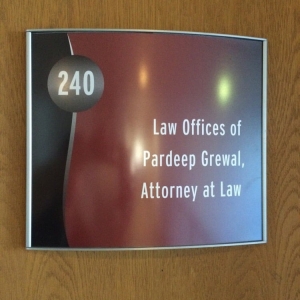 240
Law Offices of
Pardeep Grewal,
Attorney at Law